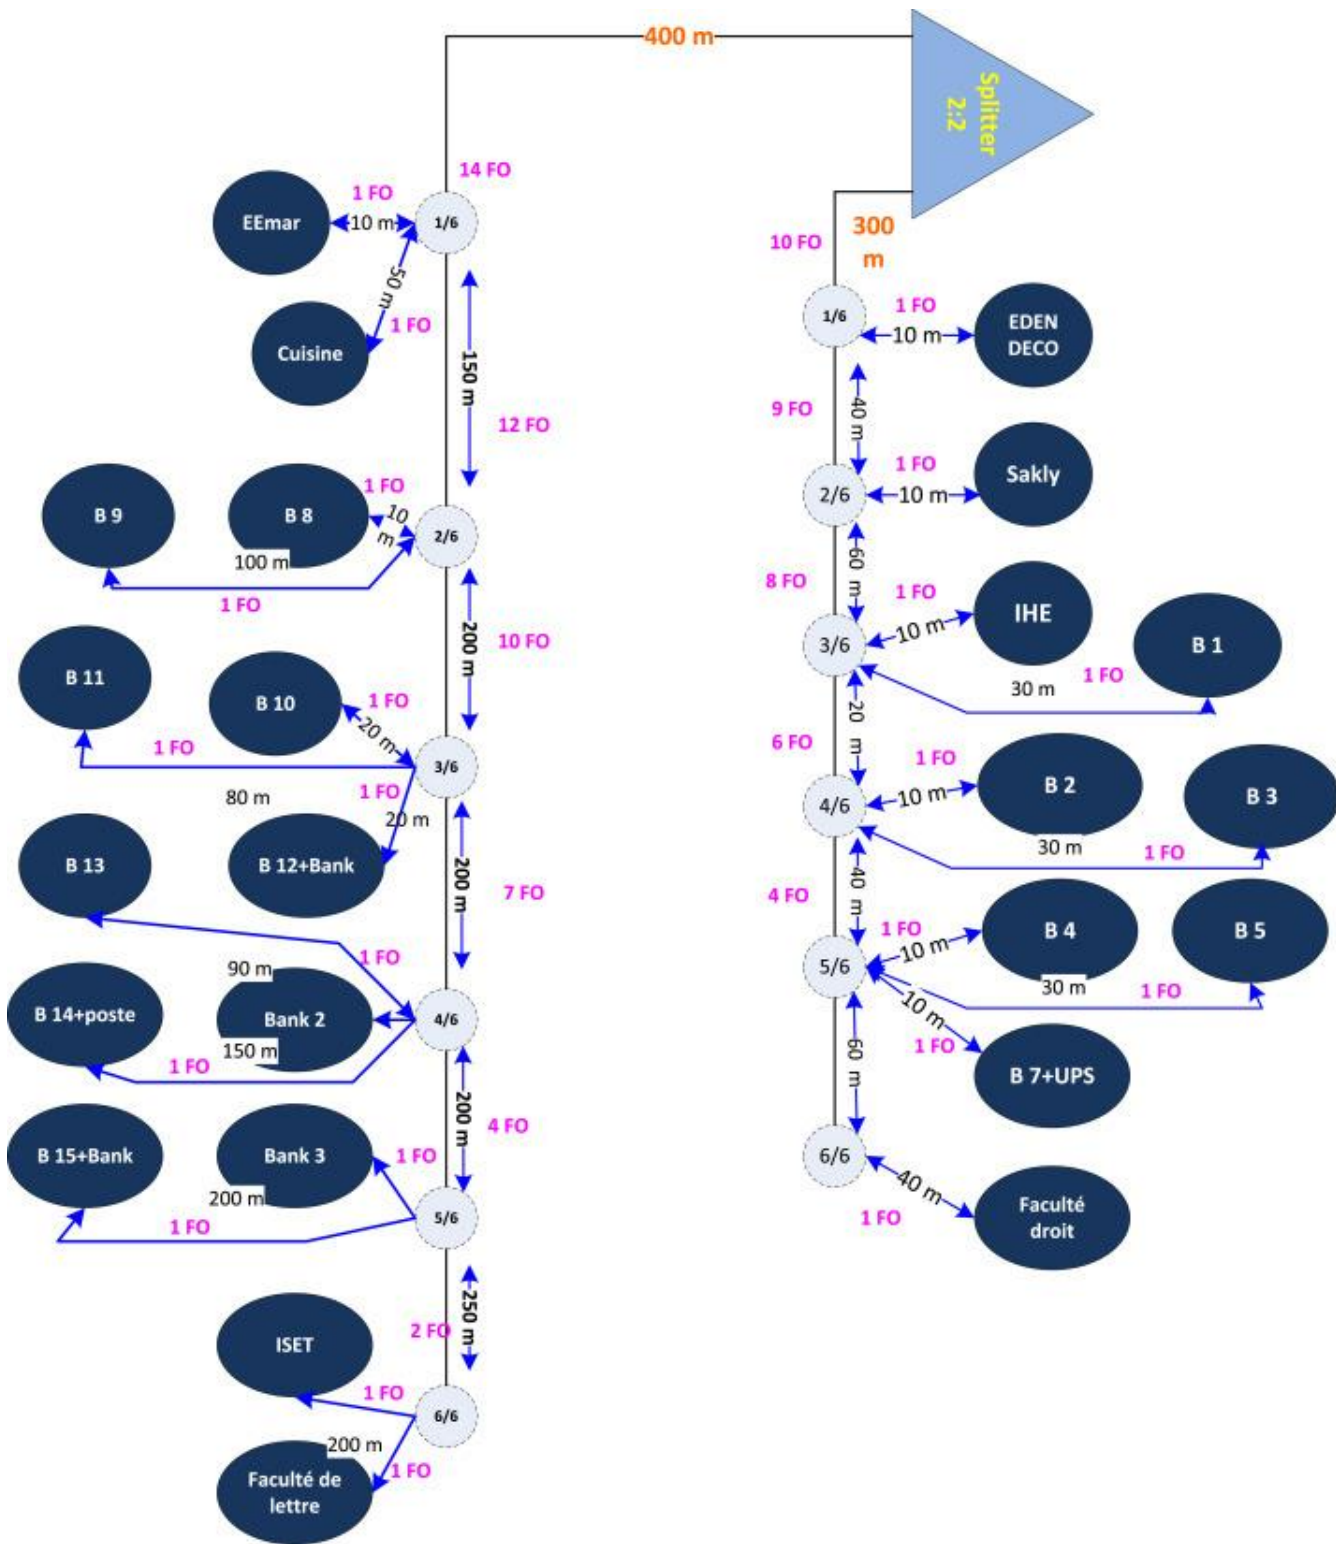 400 m
Splitter
2:2
14 FO
1 FO
EEmar
10 m
1/6
50 m
1 FO
Cuisine
150 m
12 FO
1 FO
B 9
B 8
10
m
2/6
100 m
1 FO
200 m
10 FO
B 11
B 10
1 FO
20 m
1 FO
3/6
80 m
1 FO
20 m
B 13
B 12+Bank
200 m
7 FO
1 FO
90 m
B 14+poste
Bank 2
4/6
150 m
1 FO
200 m
4 FO
B 15+Bank
Bank 3
1 FO
200 m
1 FO
5/6
250 m
2 FO
ISET
1 FO
6/6
200 m
1 FO
Faculté de
lettre
300
m
10 FO
1 FO
1/6
10 m
EDEN
DECO
9 FO
40 m
1 FO
2/6
10 m
Sakly
8 FO
60 m
1 FO
3/6
10 m
IHE
B 1
1 FO
30 m
6 FO
20 m
1 FO
4/6
10 m
B 2
B 3
30 m
1 FO
4 FO
40 m
1 FO
5/6
10 m
B 4
B 5
30 m
1 FO
10 m
1 FO
B 7+UPS
60 m
6/6
40 m
1 FO
Faculté
droit